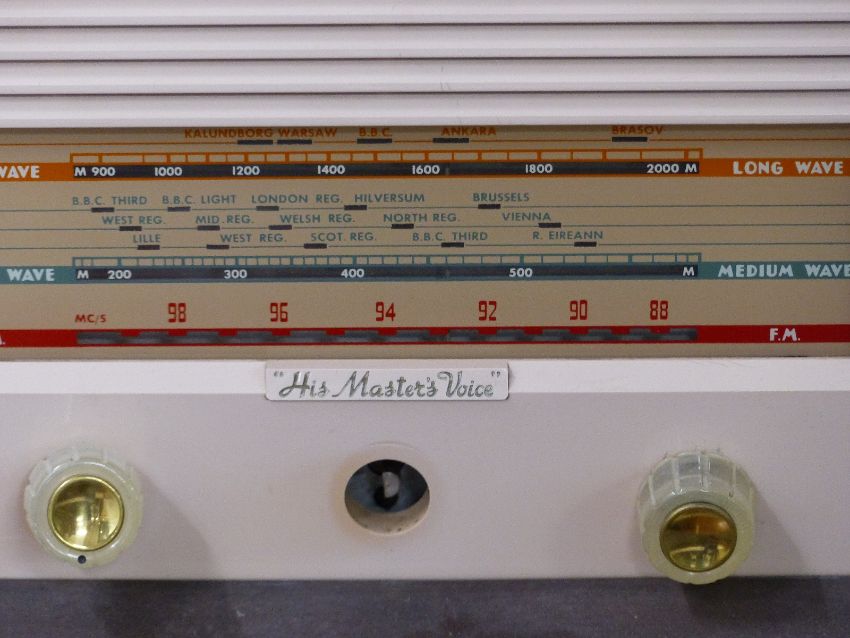 KALUNDBORG WARSAW B.B.C. ANKARA BRASOV
WAVE M 900 1000 1200 1400 1600 1800 2000 M LONG WAVE
B.B.C. THIRD B.B.C. LIGHT LONDON REG. HILVERSUM BRUSSELS
WEST REG. MID. REG. WELSH REG. NORTH REG. VIENNA
LILLE WEST REG. SCOT. REG. B.B.C. THIRD R. EIREANN
WAVE M 200 300 400 500 M MEDIUM WAVE
MC/S 98 96 94 92 90 88
F.M.
"His Master's Voice"